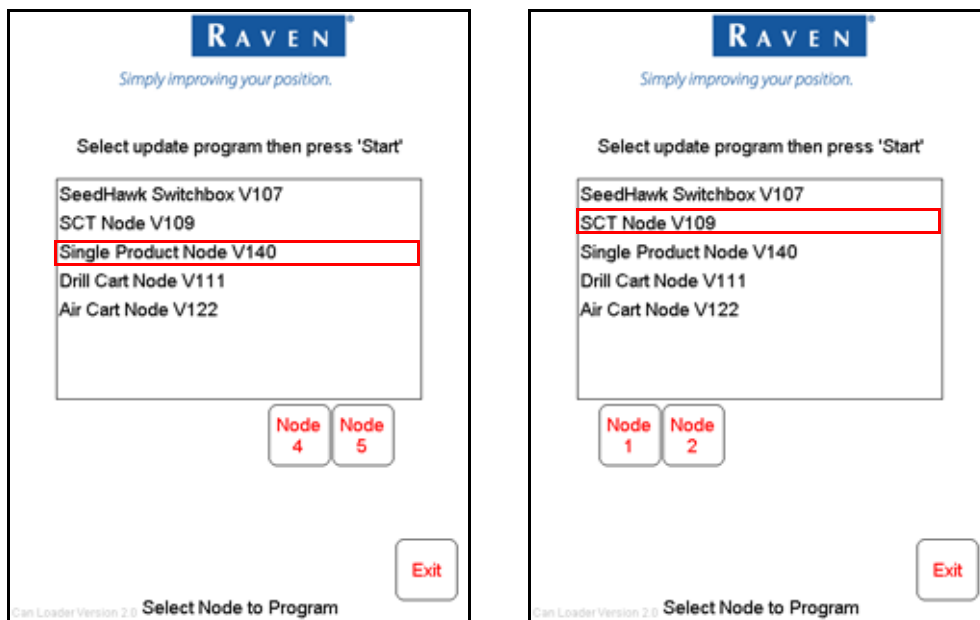 RAVEN
Simply improving your position.
Select update program then press 'Start'
SeedHawk Switchbox V107
SCT Node V109
Single Product Node V140
Drill Cart Node V111
Air Cart Node V122
Node 4
Node 5
Exit
Can Loader Version 2.0
Select Node to Program
RAVEN
Simply improving your position.
Select update program then press 'Start'
SeedHawk Switchbox V107
SCT Node V109
Single Product Node V140
Drill Cart Node V111
Air Cart Node V122
Node 1
Node 2
Exit
Can Loader Version 2.0
Select Node to Program